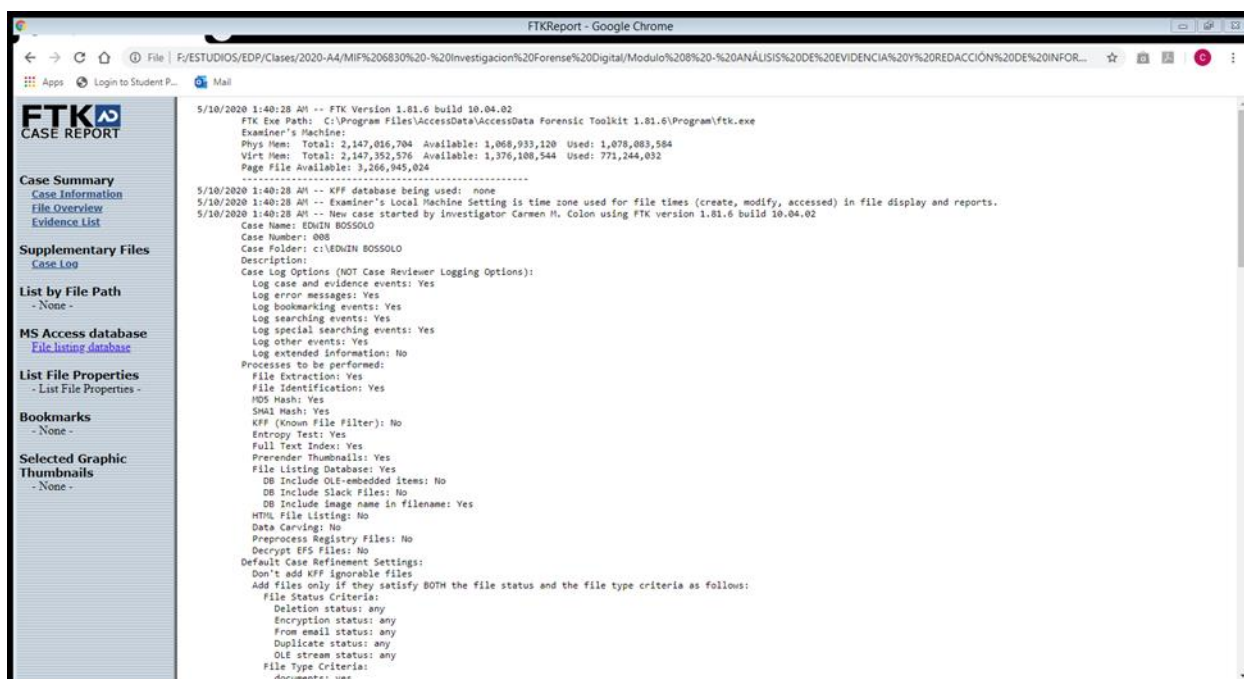 FTKReport - Google Chrome
File | F:/ESTUDIOS/EDP/Clases/2020-A4/MIF%206830%20-%20Investigacion%20Forense%20Digital/Modulo%208%20-%20ANÁLISIS%20DE%20EVIDENCIA%20Y%20REDACCIÓN%20DE%20INFOR...
C
Apps Login to Student P... Mail
FTK AD
CASE REPORT
Case Summary
Case Information
File Overview
Evidence List
Supplementary Files
Case Log
List by File Path
- None -
MS Access database
File listing database
List File Properties
- List File Properties -
Bookmarks
- None -
Selected Graphic
Thumbnails
- None -
5/10/2020 1:40:28 AM -- FTK Version 1.81.6 build 10.04.02
FTK Exe Path: C:\Program Files\AccessData\AccessData Forensic Toolkit 1.81.6\Program\ftk.exe
Examiner's Machine:
Phys Mem: Total: 2,147,016,704 Available: 1,068,933,120 Used: 1,078,083,584
Virt Mem: Total: 2,147,352,576 Available: 1,376,108,544 Used: 771,244,032
Page File Available: 3,266,945,024
----------------------------------------------------
5/10/2020 1:40:28 AM -- KFF database being used: none
5/10/2020 1:40:28 AM -- Examiner's Local Machine Setting is time zone used for file times (create, modify, accessed) in file display and reports.
5/10/2020 1:40:28 AM -- New case started by investigator Carmen M. Colon using FTK version 1.81.6 build 10.04.02
Case Name: EDWIN BOSSOLO
Case Number: 008
Case Folder: c:\EDWIN BOSSOLO
Description:
Case Log Options (NOT Case Reviewer Logging Options):
Log case and evidence events: Yes
Log error messages: Yes
Log bookmarking events: Yes
Log searching events: Yes
Log special searching events: Yes
Log other events: Yes
Log extended information: No
Processes to be performed:
File Extraction: Yes
File Identification: Yes
MD5 Hash: Yes
SHA1 Hash: Yes
KFF (Known File Filter): No
Entropy Test: Yes
Full Text Index: Yes
Prerender Thumbnails: Yes
File Listing Database: Yes
DB Include OLE-embedded items: No
DB Include Slack Files: No
DB Include image name in filename: Yes
HTML File Listing: No
Data Carving: No
Preprocess Registry Files: No
Decrypt EFS Files: No
Default Case Refinement Settings:
Don't add KFF ignorable files
Add files only if they satisfy BOTH the file status and the file type criteria as follows:
File Status Criteria:
Deletion status: any
Encryption status: any
From email status: any
Duplicate status: any
OLE stream status: any
File Type Criteria:
documents: yes